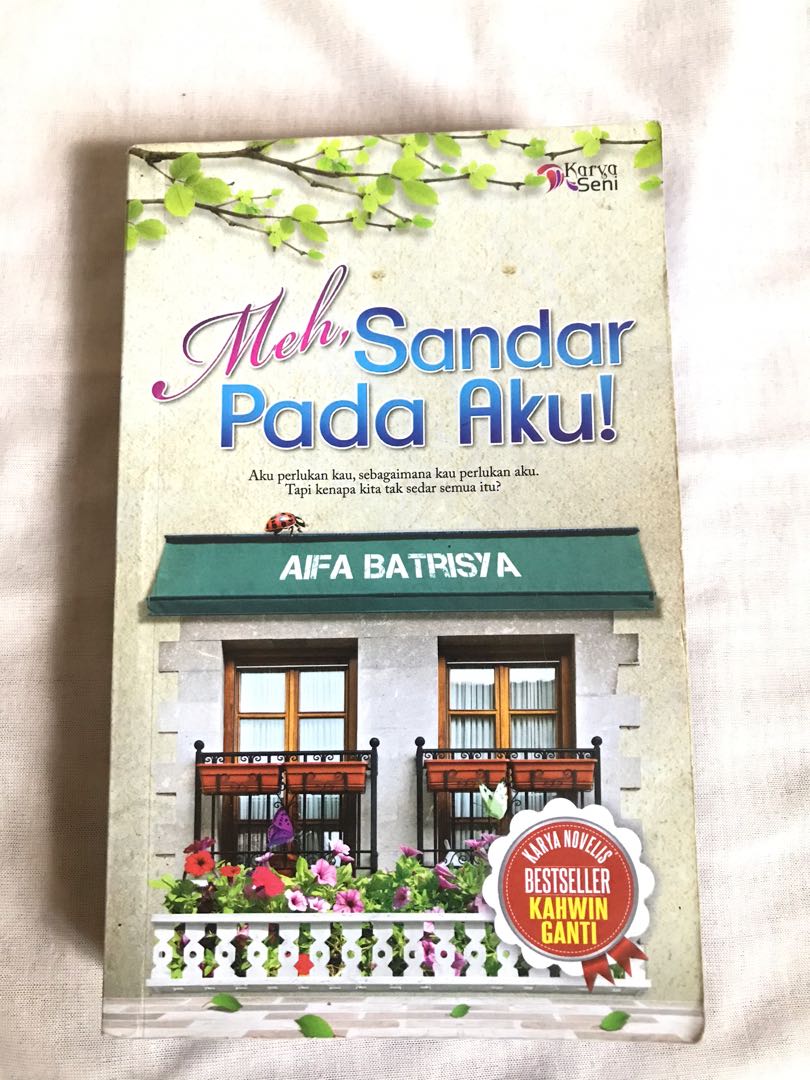 Karya
Seni
Meh, Sandar
Pada Aku!
Aku perlukan kau, sebagaimana kau perlukan aku.
Tapi kenapa kita tak sedar semua itu?
AIFA BATRISYA
KARYA NOVELIS
BESTSELLER
KAHWIN
GANTI